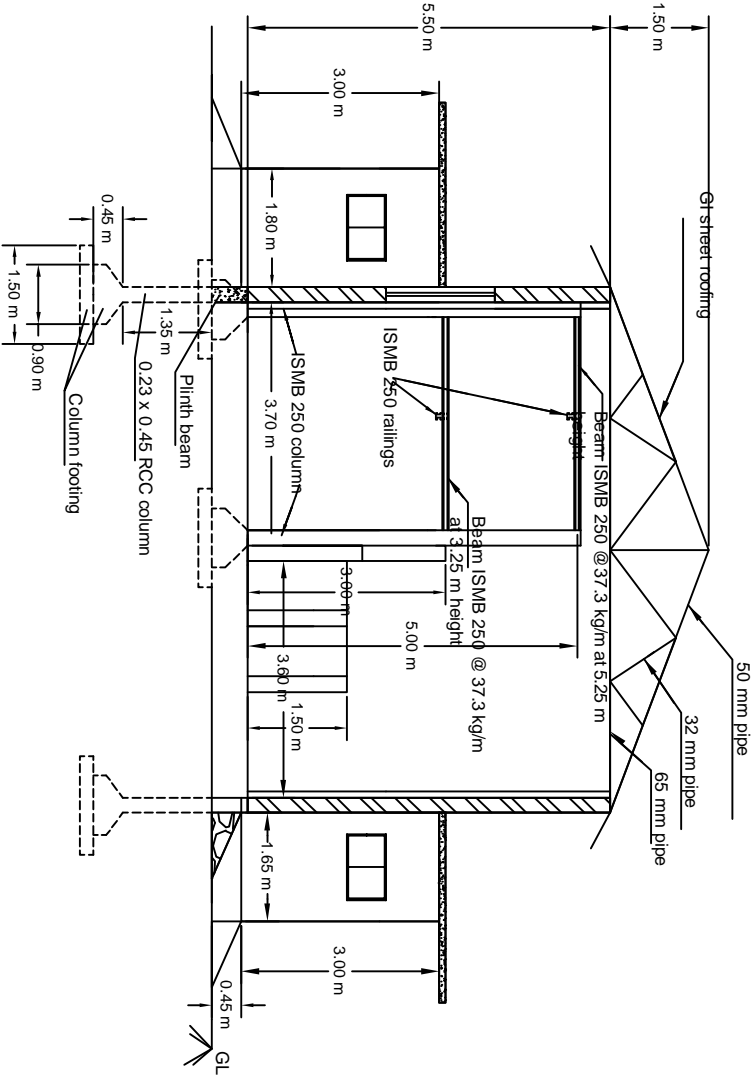 1.50 m
5.50 m
3.00 m
1.80 m
0.45 m
1.50 m
0.90 m
1.35 m
GI sheet roofing
Beam ISMB 250 @37.3 kg/m at 5.25 m
height
ISMB 250 railings
ISMB 250 column
3.70 m
Plinth beam
0.23 x 0.45 RCC column
Column footing
Beam ISMB 250 @ 37.3 kg/m
at 3.25 m height
3.00 m
5.00 m
3.60 m
1.50 m
50 mm pipe
32 mm pipe
65 mm pipe
1.65 m
3.00 m
0.45 m
GL